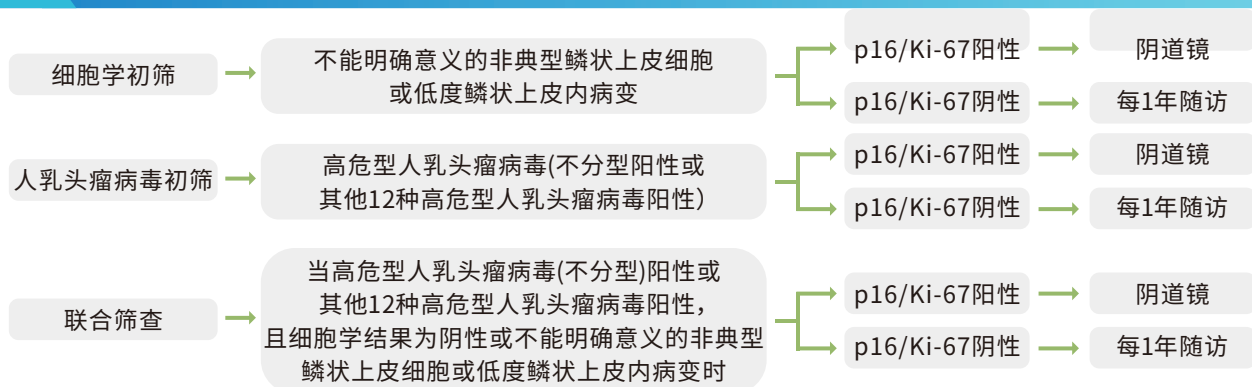 细胞学初筛
不能明确意义的非典型鳞状上皮细胞
或低度鳞状上皮内病变
p16/Ki-67阳性
阴道镜
p16/Ki-67阴性
每1年随访
人乳头瘤病毒初筛
高危型人乳头瘤病毒(不分型阳性或
其他12种高危型人乳头瘤病毒阳性）
p16/Ki-67阳性
阴道镜
p16/Ki-67阴性
每1年随访
联合筛查
当高危型人乳头瘤病毒(不分型)阳性或
其他12种高危型人乳头瘤病毒阳性，
且细胞学结果为阴性或不能明确意义的非典型
鳞状上皮细胞或低度鳞状上皮内病变时
p16/Ki-67阳性
阴道镜
p16/Ki-67阴性
每1年随访